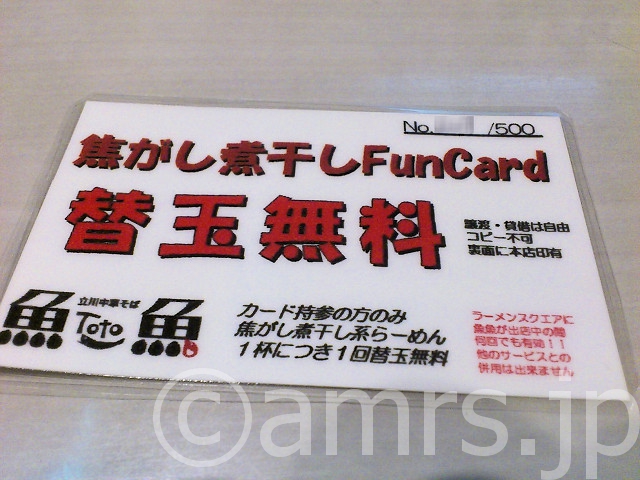 No. /500
焦がし煮干しFunCard
替玉無料
譲渡・貸借は自由
コピー不可
裏面に本店印有
魚 立川中華そば Toto 魚
カード持参の方のみ
焦がし煮干し系らーめん
1杯につき1回替玉無料
ラーメンスクエアに
魚魚が出店中の間
何回でも有効！！
他のサービスとの
併用は出来ません
©amrs.jp